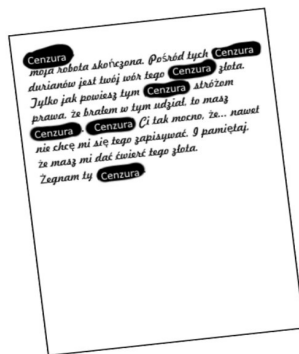 Cenzura
moja robota skończona. Pośród tych Cenzura
durianów jest twój wór tego Cenzura złota.
Tylko jak powiesz tym Cenzura stróżom
prawa, że brałem w tym udział, to masz
Cenzura, Cenzura Ci tak mocno, że... nawet
nie chcę mi się tego zapisywać. I pamiętaj,
że masz mi dać ćwierć tego złota.
Żegnam ty Cenzura